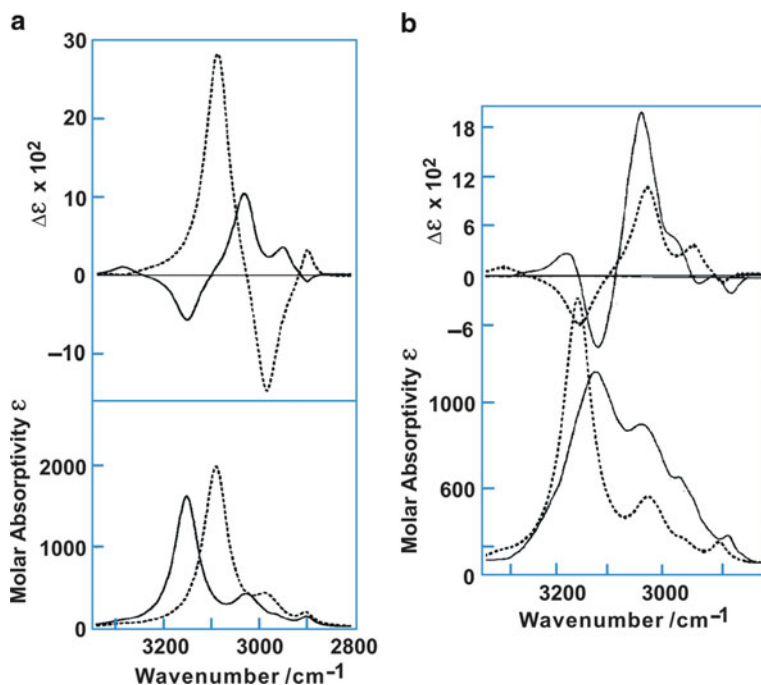 a
30
20
10
0
−10
Δε x 10²
2000
1000
0
Molar Absorptivity ε
3200 3000 2800
Wavenumber /cm⁻¹
b
18
12
6
0
−6
Δε x 10²
1000
600
0
Molar Absorptivity ε
3200 3000
Wavenumber /cm⁻¹